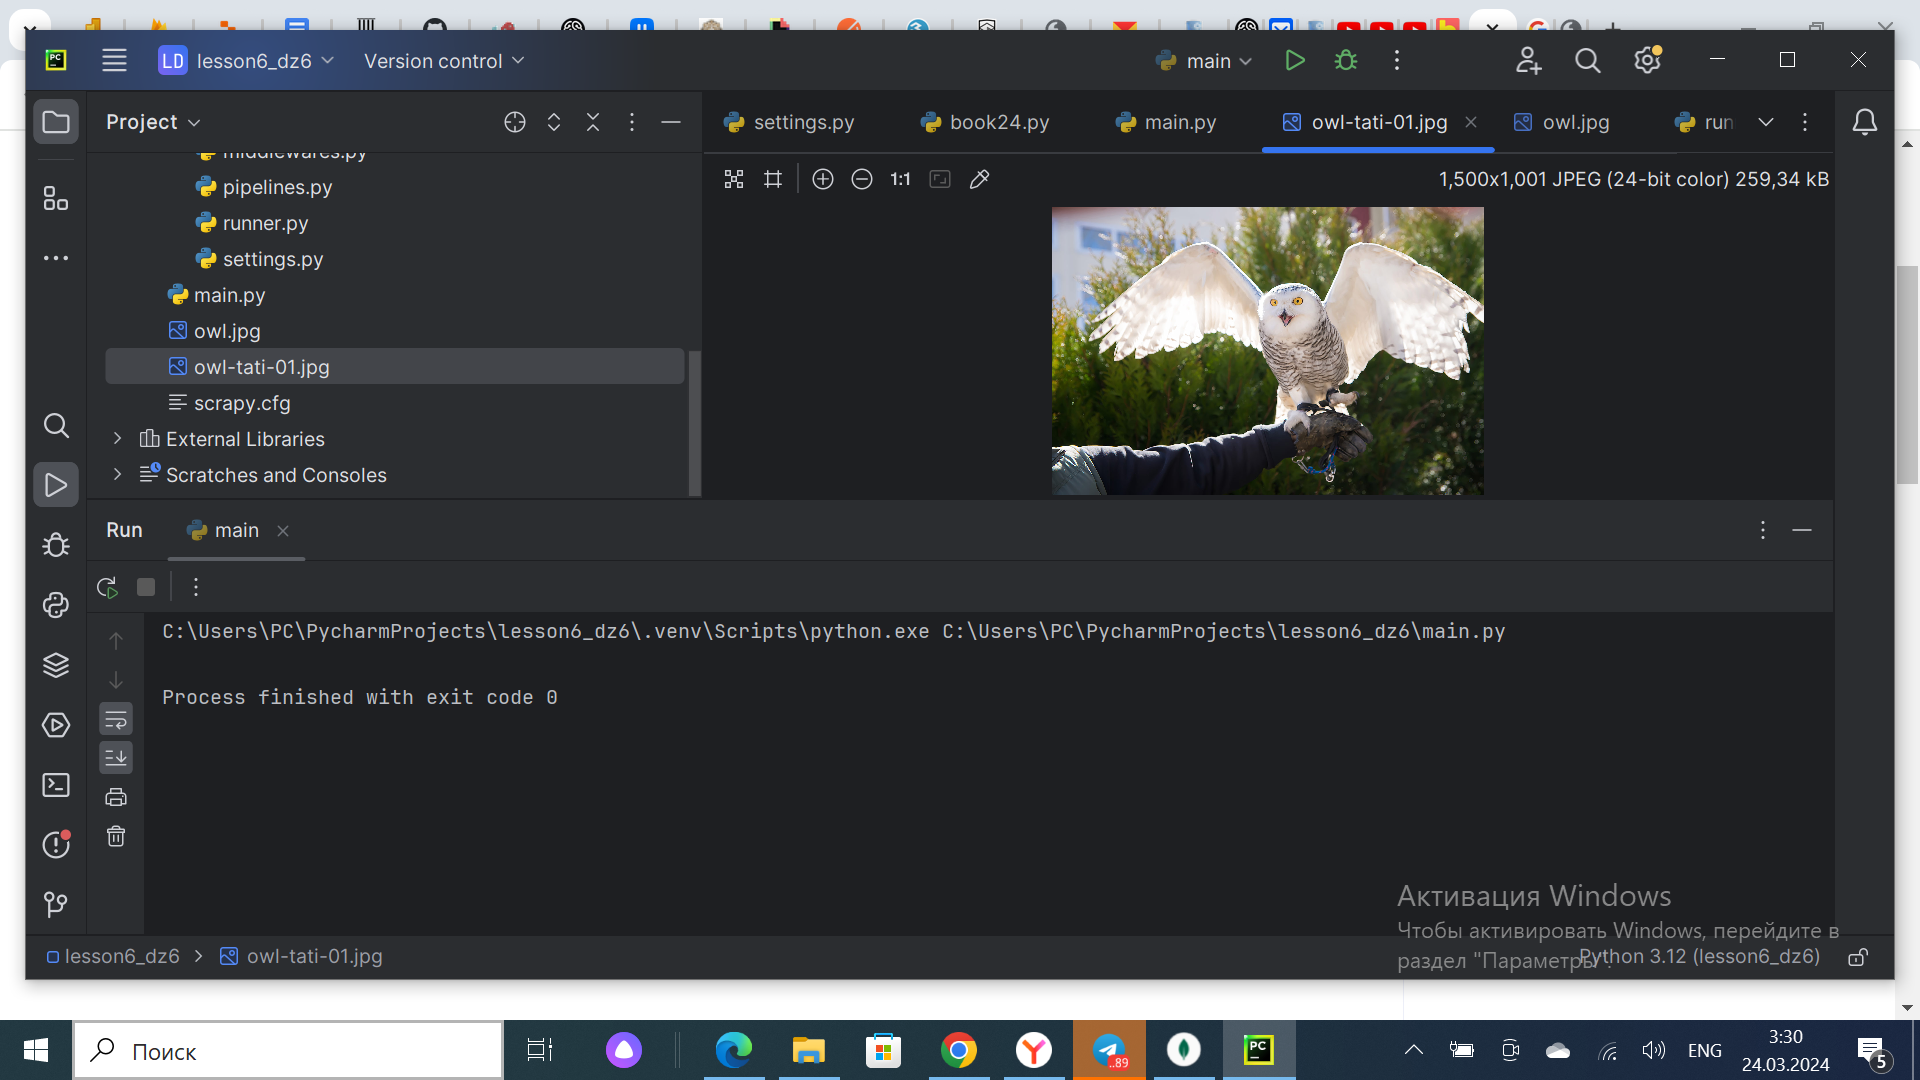 LD lesson6_dz6 Version control main
Project
settings.py book24.py main.py owl-tati-01.jpg owl.jpg run
middlewares.py
1:1 1,500x1,001 JPEG (24-bit color) 259,34 kB
pipelines.py
runner.py
settings.py
main.py
owl.jpg
owl-tati-01.jpg
scrapy.cfg
External Libraries
Scratches and Consoles
Run main
C:\Users\PC\PycharmProjects\lesson6_dz6\.venv\Scripts\python.exe C:\Users\PC\PycharmProjects\lesson6_dz6\main.py
Process finished with exit code 0
Активация Windows
Чтобы активировать Windows, перейдите в
раздел "Параметры".
lesson6_dz6 owl-tati-01.jpg Python 3.12 (lesson6_dz6)
Поиск
..89
PC
ENG
3:30
24.03.2024
5